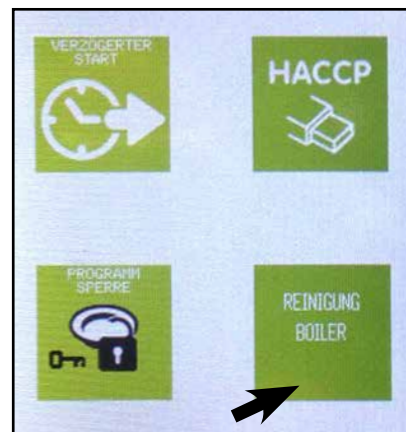 VERZÖGERTER
START
HACCP
PROGRAMM
SPERRE
REINIGUNG
BOILER